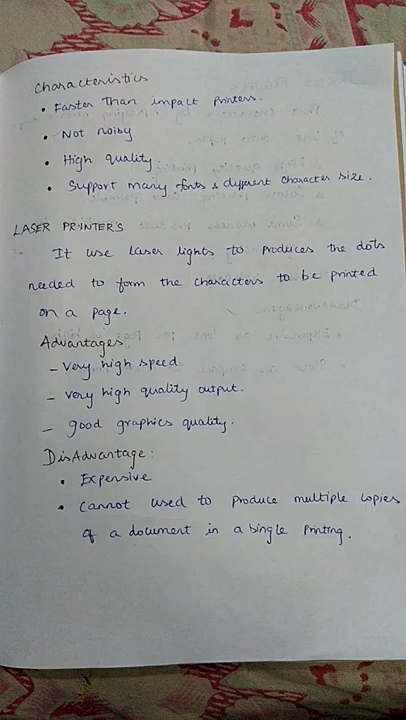 Characteristics
• Faster Than impact printers.
• Not noisy
• High quality
• Support many fonts & different character size.
LASER PRINTER'S
It use Laser lights to produces the dots
needed to form the characters to be printed
on a page.
Advantages:
- Very high speed.
- very high quality output.
- good graphics quality.
DisAdvantage:
• Expensive
• Cannot used to produce multiple copies
of a document in a single printing.